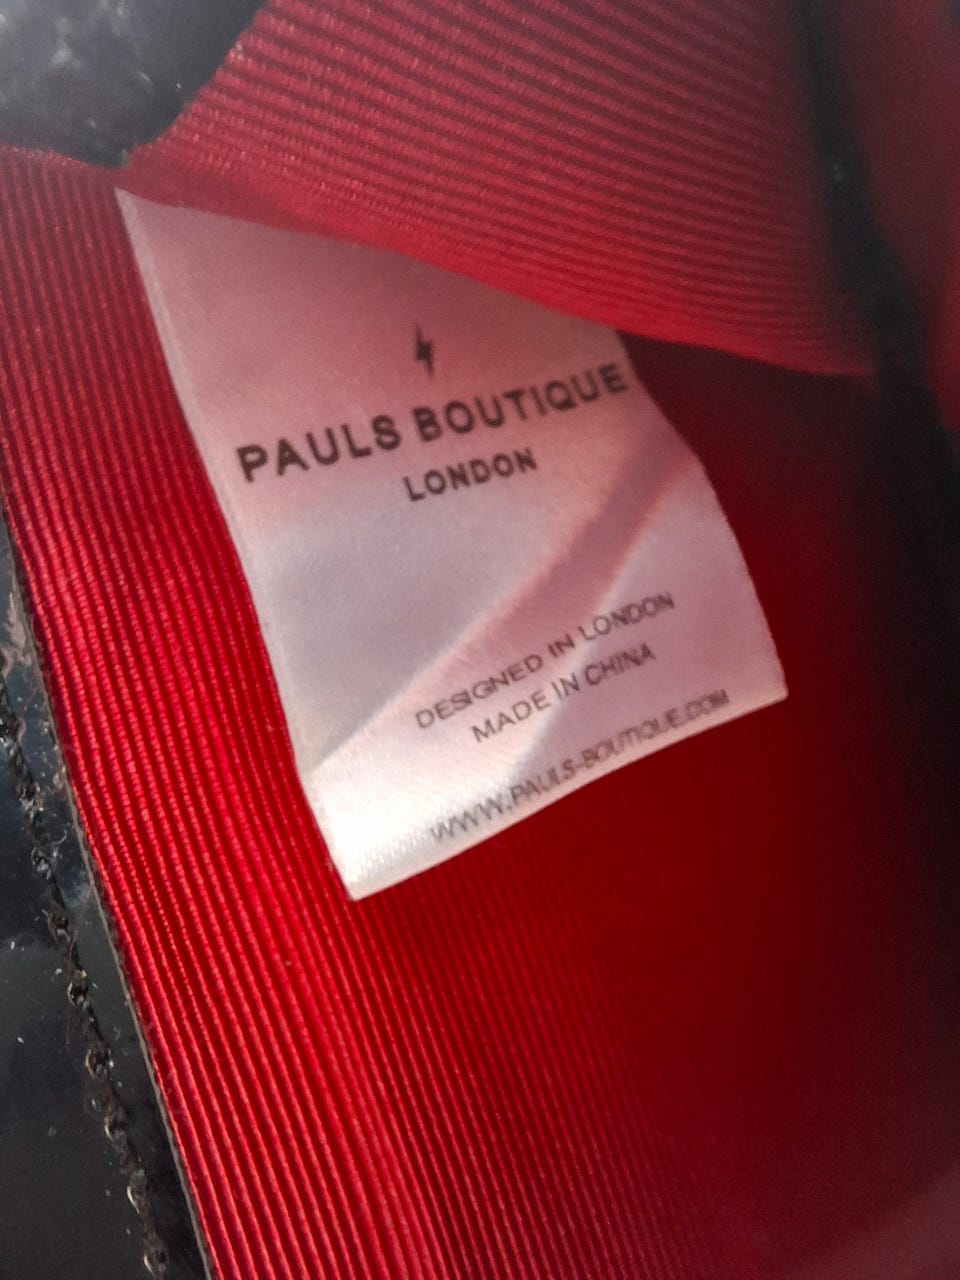 PAULS BOUTIQUE
LONDON
DESIGNED IN LONDON
MADE IN CHINA
WWW.PAULS-BOUTIQUE.COM